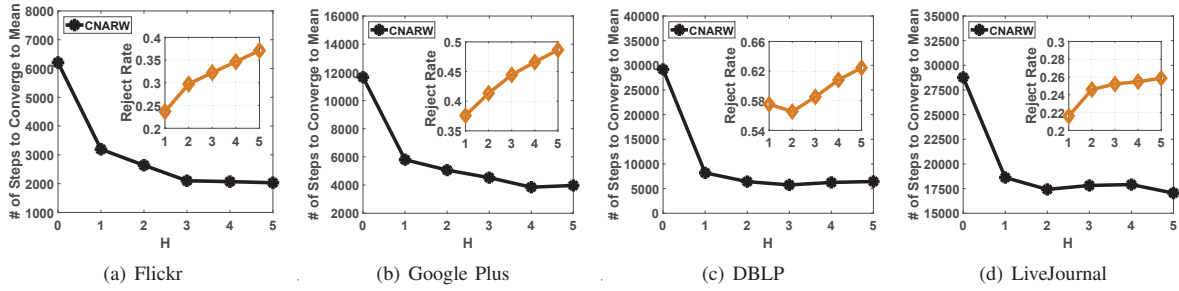 # of Steps to Converge to Mean
8000
7000
6000
5000
4000
3000
2000
1000
CNARW
Reject Rate
0.4
0.3
0.2
1 2 3 4 5
0 1 2 3 4 5
H
(a) Flickr
# of Steps to Converge to Mean
16000
14000
12000
10000
8000
6000
4000
2000
CNARW
Reject Rate
0.5
0.45
0.4
0.35
1 2 3 4 5
0 1 2 3 4 5
H
(b) Google Plus
# of Steps to Converge to Mean
40000
35000
30000
25000
20000
15000
10000
5000
0
CNARW
Reject Rate
0.66
0.62
0.58
0.54
1 2 3 4 5
0 1 2 3 4 5
H
(c) DBLP
# of Steps to Converge to Mean
35000
32500
30000
27500
25000
22500
20000
17500
15000
CNARW
Reject Rate
0.3
0.28
0.26
0.24
0.22
0.2
1 2 3 4 5
0 1 2 3 4 5
H
(d) LiveJournal